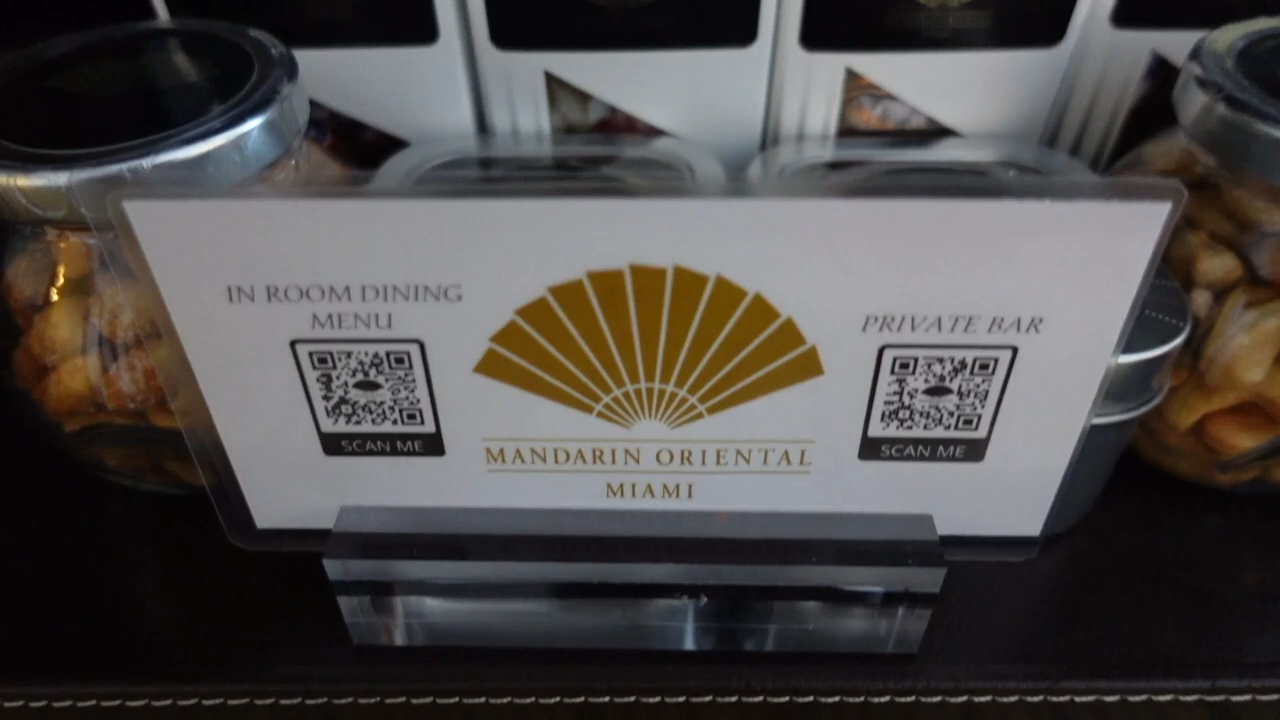 IN ROOM DINING
MENU
SCAN ME
MANDARIN ORIENTAL
MIAMI
PRIVATE BAR
SCAN ME